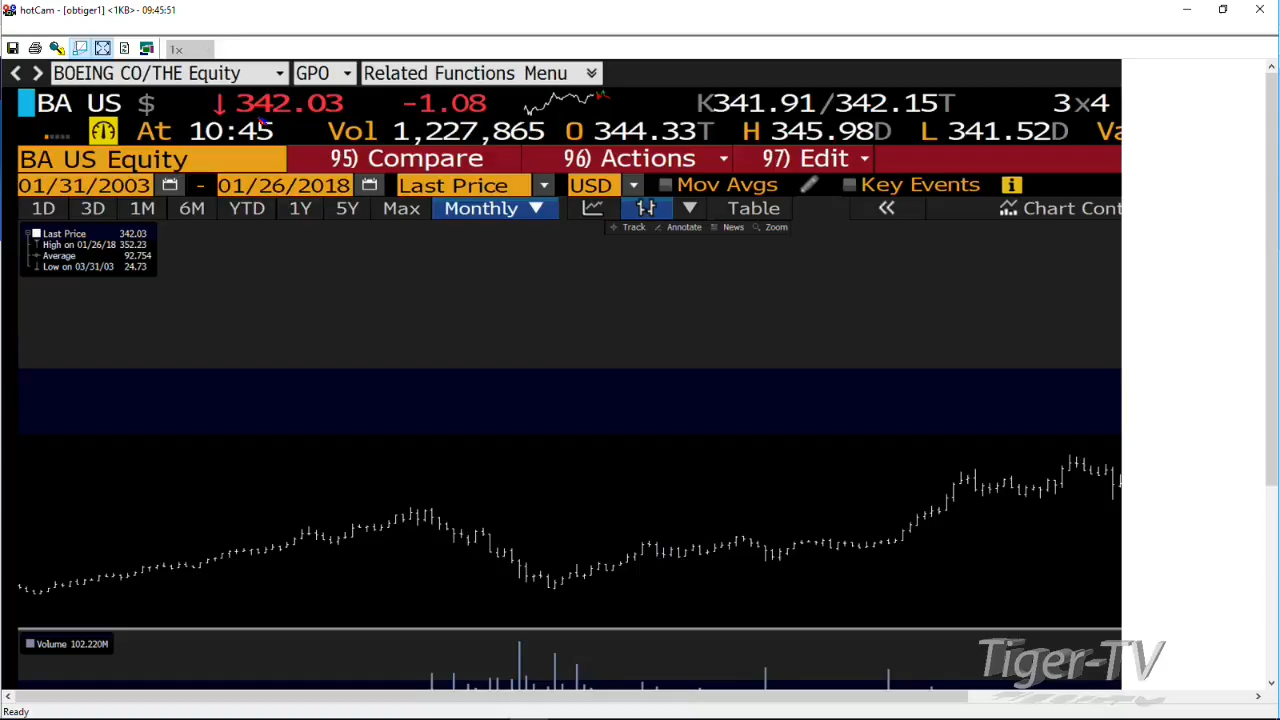 hotCam - [obtiger1] <1KB> - 09:45:51
1x
BOEING CO/THE Equity GPO Related Functions Menu
BA US $ ↓ 342.03 -1.08 K341.91/342.15T 3x4
At 10:45 Vol 1,227,865 O 344.33T H 345.98D L 341.52D Va
BA US Equity 95) Compare 96) Actions 97) Edit
01/31/2003 - 01/26/2018 Last Price USD Mov Avgs Key Events
1D 3D 1M 6M YTD 1Y 5Y Max Monthly ▼ Table « Chart Cont
Track Annotate News Zoom
Last Price 342.03
High on 01/26/18 352.23
Average 92.754
Low on 03/31/03 24.73
Volume 102.220M
Tiger-TV
Ready